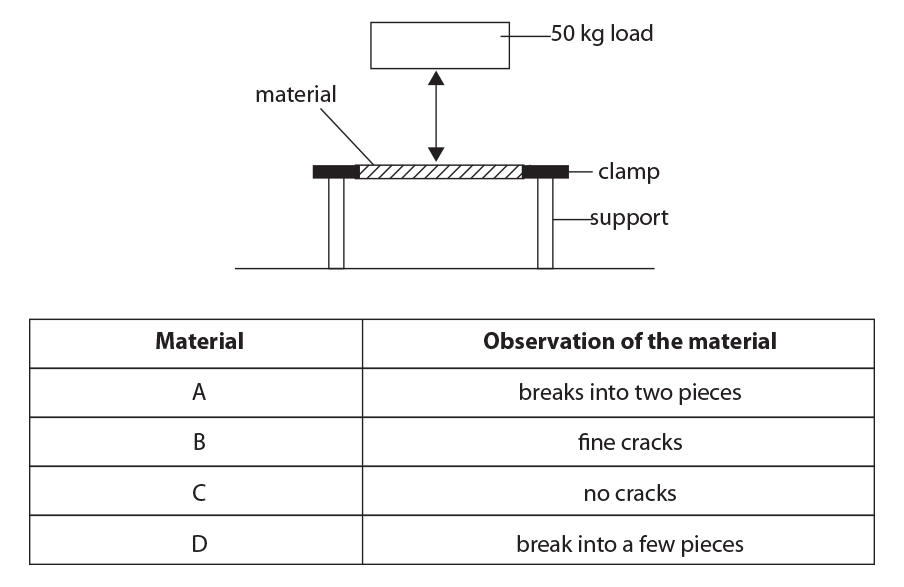 50 kg load
material
clamp
support
Material Observation of the material
A breaks into two pieces
B fine cracks
C no cracks
D break into a few pieces